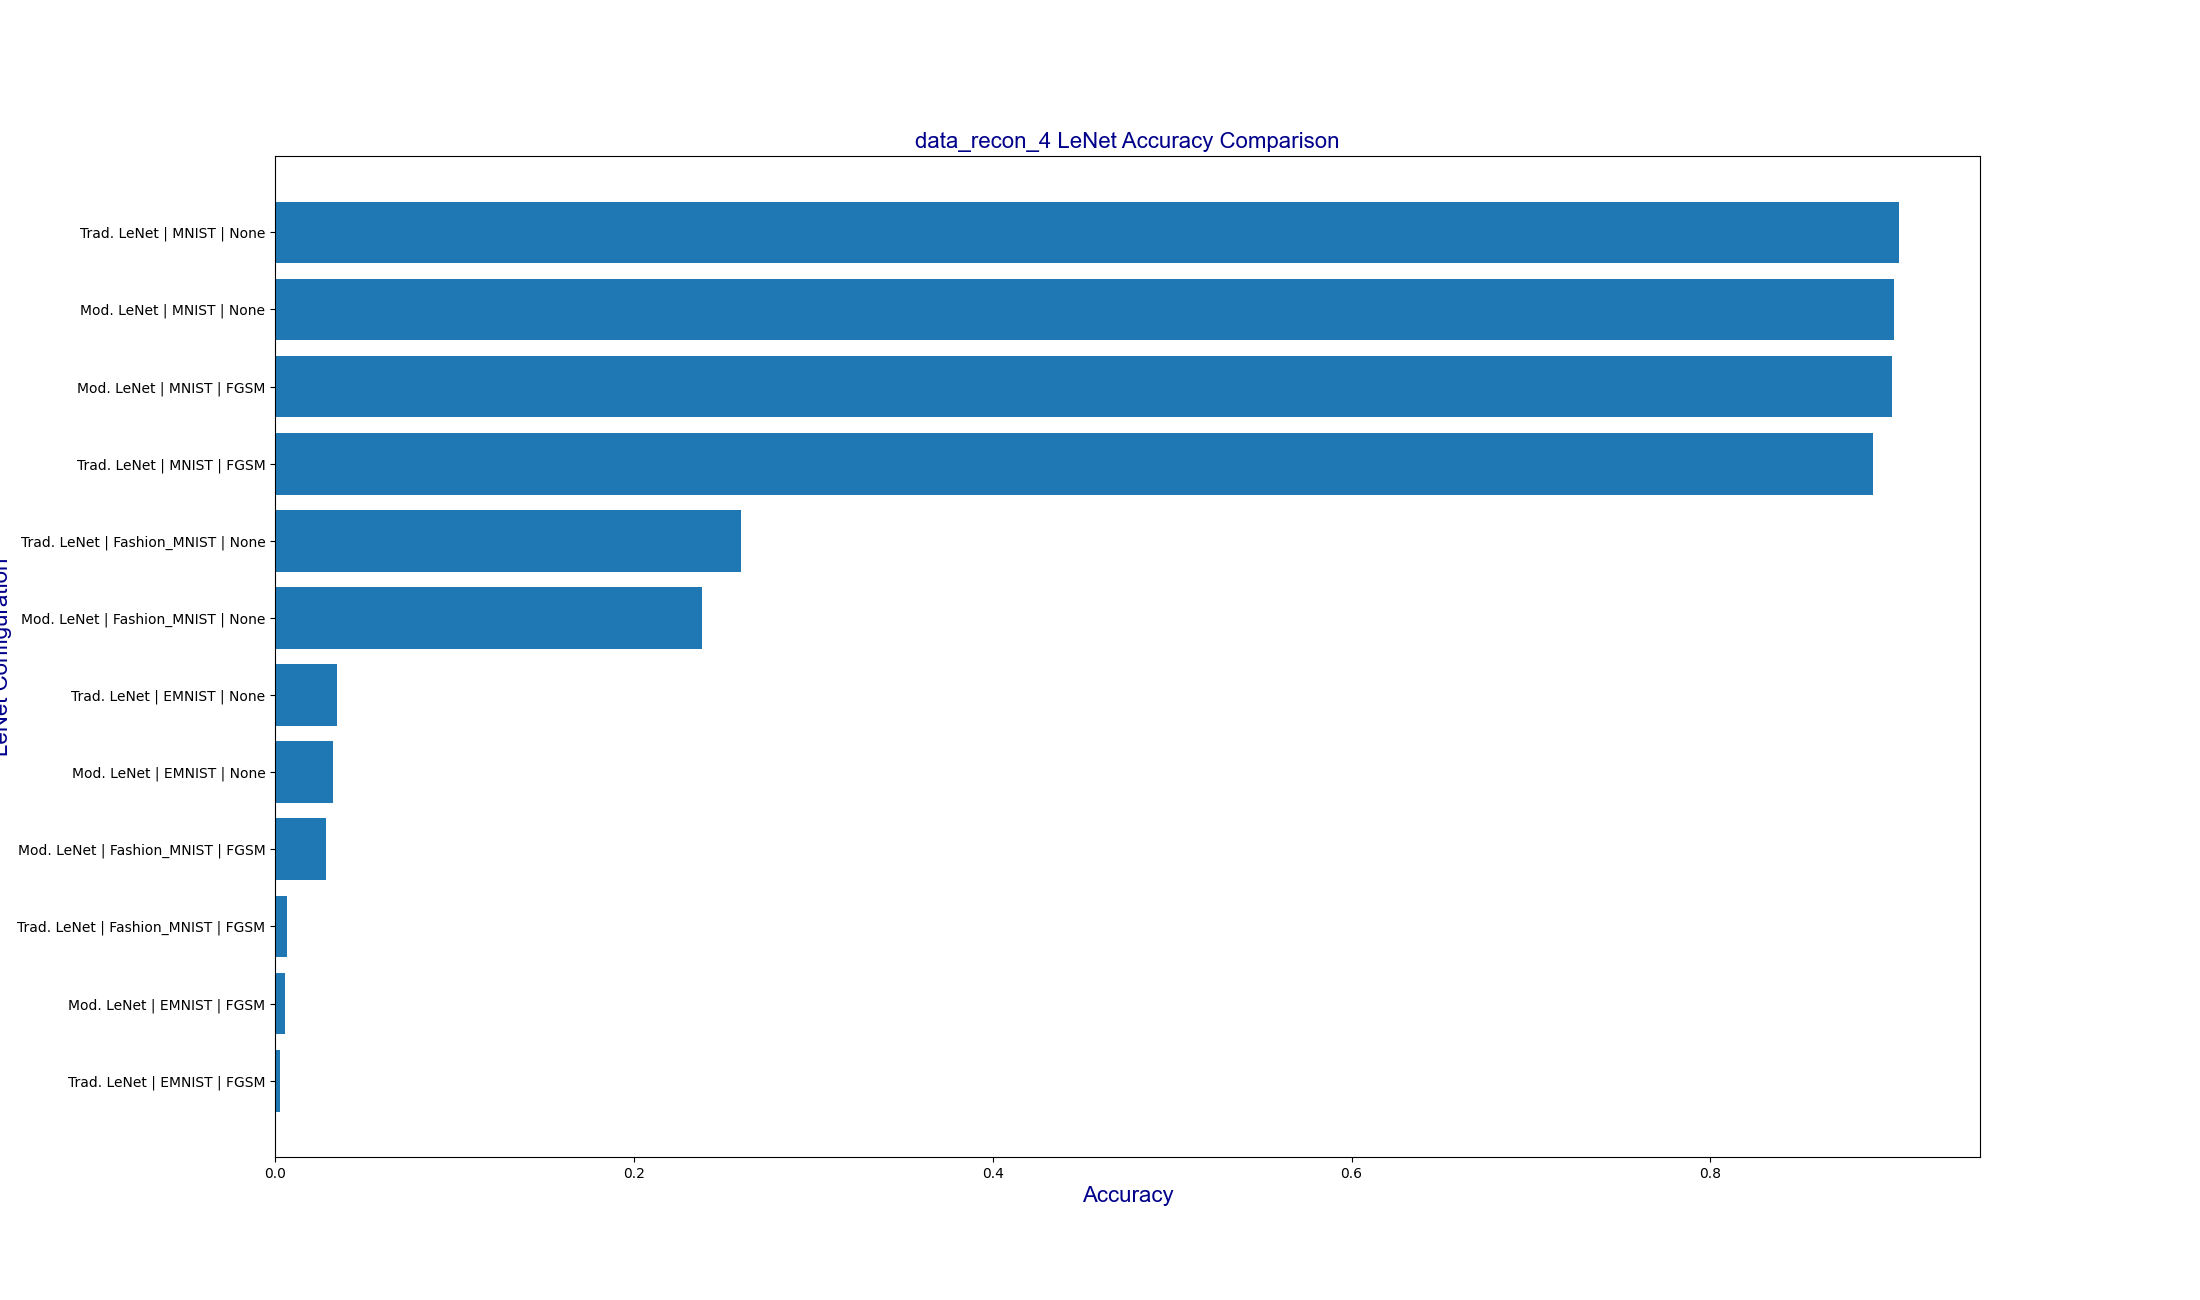 data_recon_4 LeNet Accuracy Comparison
Trad. LeNet | MNIST | None
Mod. LeNet | MNIST | None
Mod. LeNet | MNIST | FGSM
Trad. LeNet | MNIST | FGSM
Trad. LeNet | Fashion_MNIST | None
Mod. LeNet | Fashion_MNIST | None
Trad. LeNet | EMNIST | None
Mod. LeNet | EMNIST | None
Mod. LeNet | Fashion_MNIST | FGSM
Trad. LeNet | Fashion_MNIST | FGSM
Mod. LeNet | EMNIST | FGSM
Trad. LeNet | EMNIST | FGSM
LeNet Configuration
0.0 0.2 0.4 0.6 0.8
Accuracy